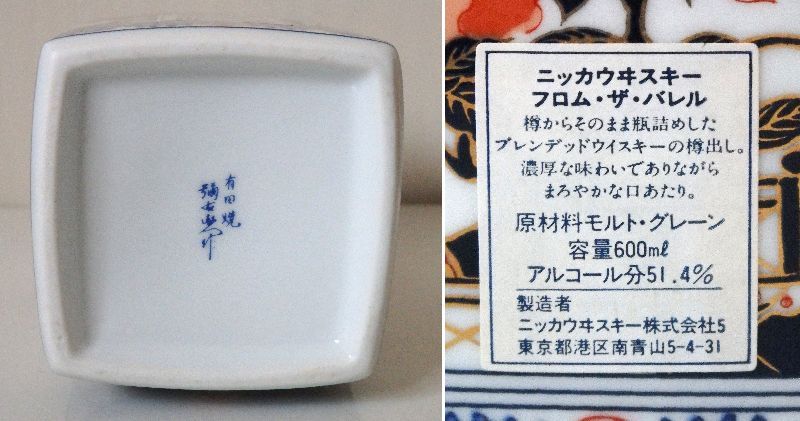 有田焼
弥左ヱ門作
ニッカウヰスキー
フロム・ザ・バレル
樽からそのまま瓶詰めした
ブレンデッドウイスキーの樽出し。
濃厚な味わいでありながら
まろやかな口あたり。
原材料モルト・グレーン
容量600mℓ
アルコール分51.4%
製造者
ニッカウヰスキー株式会社5
東京都港区南青山5-4-31